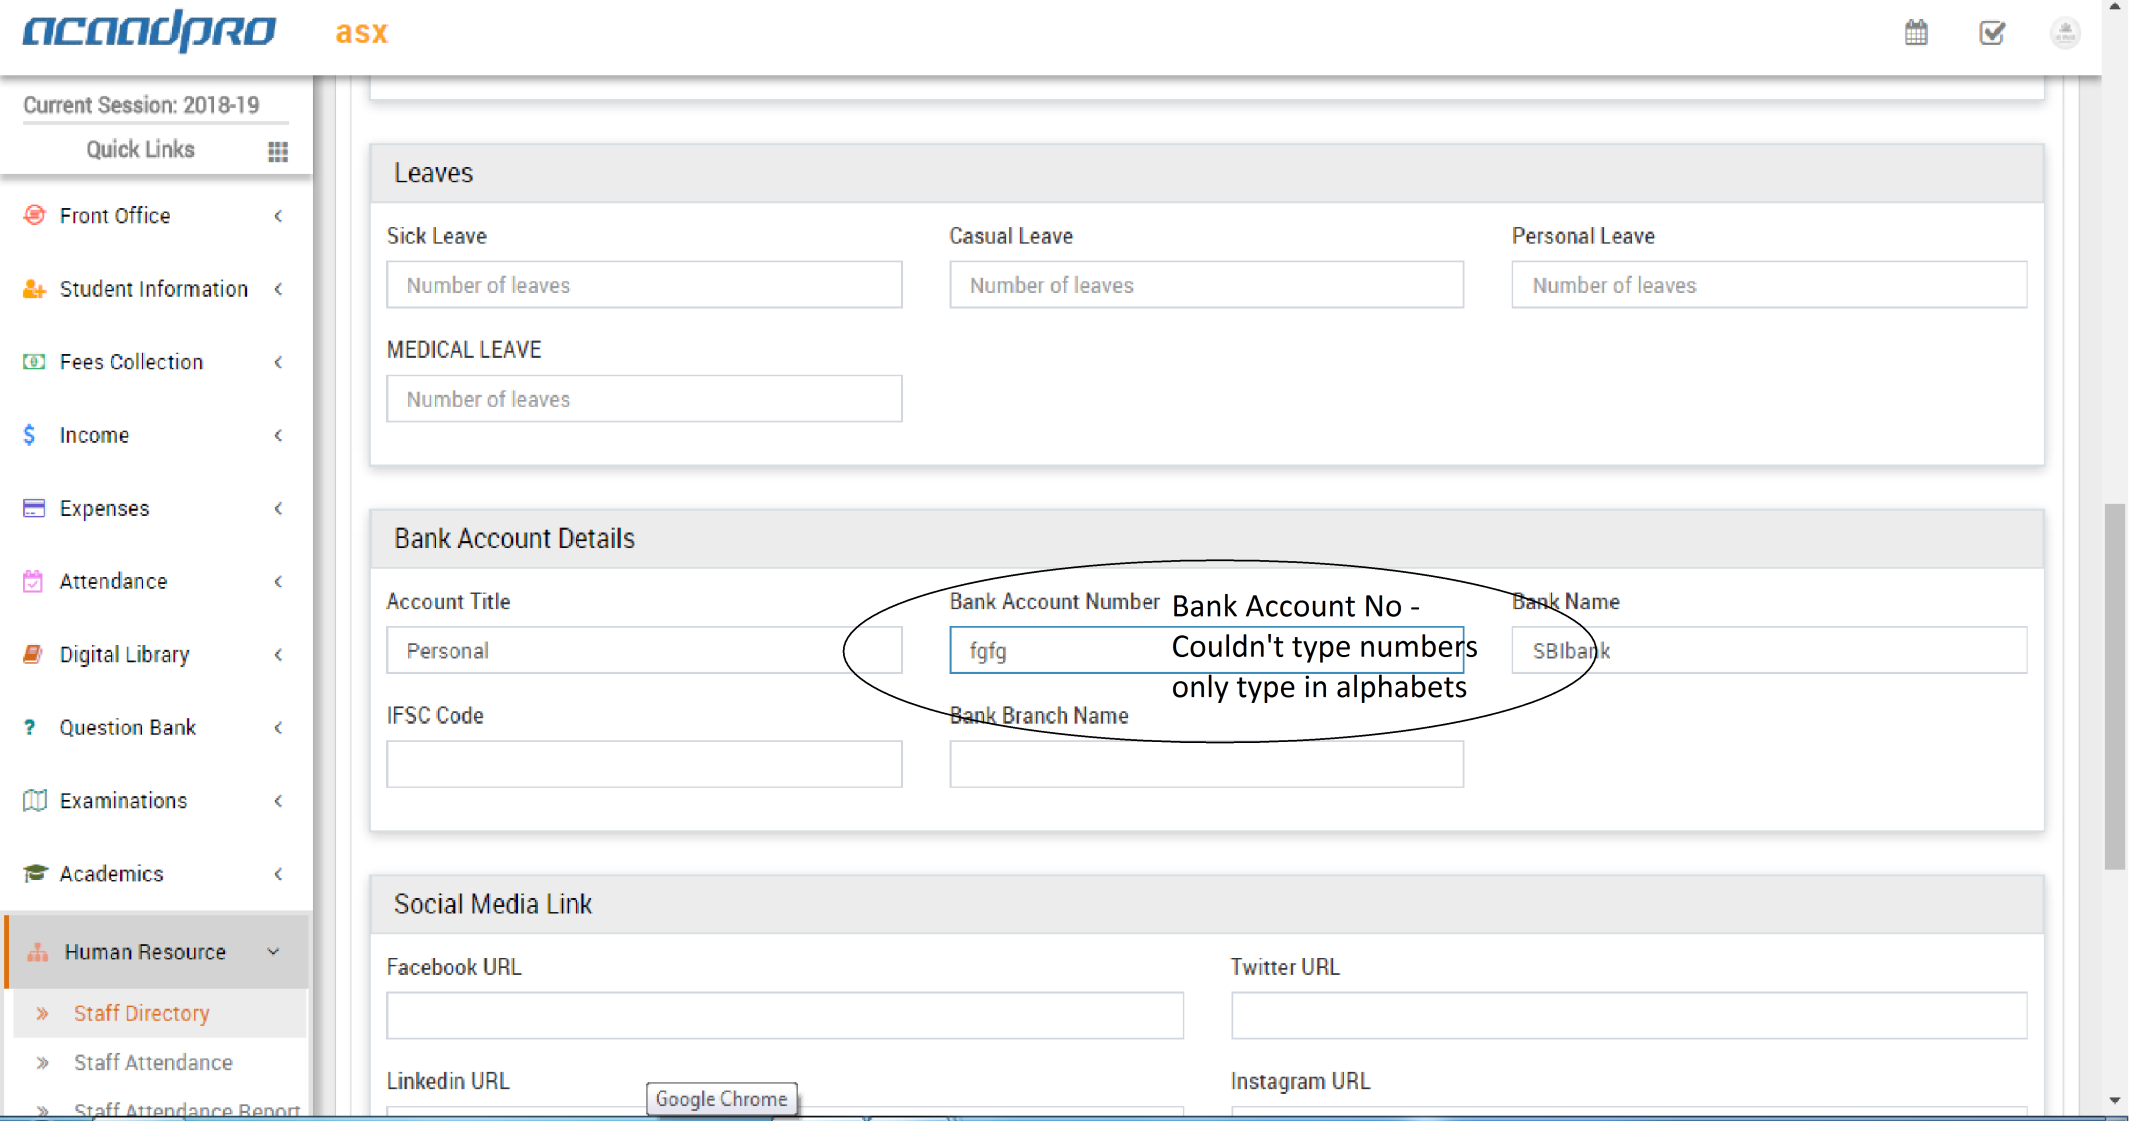 acaadpro asx
Current Session: 2018-19
Quick Links
Front Office
Student Information
Fees Collection
Income
Expenses
Attendance
Digital Library
Question Bank
Examinations
Academics
Human Resource
Staff Directory
Staff Attendance
Staff Attendance Report
Leaves
Sick Leave Casual Leave Personal Leave
Number of leaves Number of leaves Number of leaves
MEDICAL LEAVE
Number of leaves
Bank Account Details
Account Title Bank Account Number Bank Name
Personal fgfg SBIbank
Bank Account No -
Couldn't type numbers
only type in alphabets
IFSC Code Bank Branch Name
Social Media Link
Facebook URL Twitter URL
Linkedin URL Instagram URL
Google Chrome